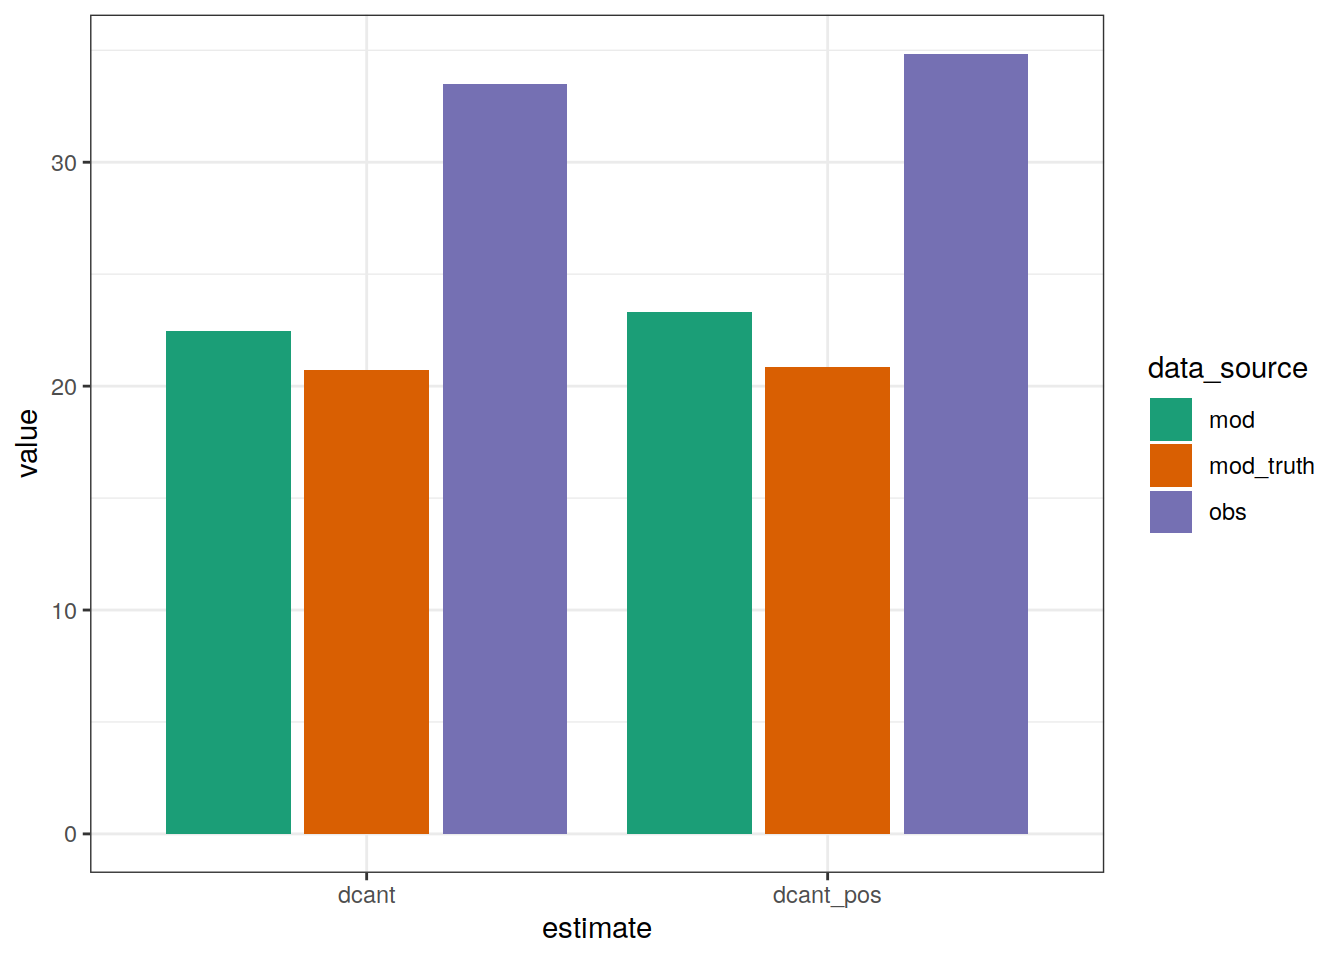 value
30
20
10
0
dcant
dcant_pos
estimate
data_source
mod
mod_truth
obs